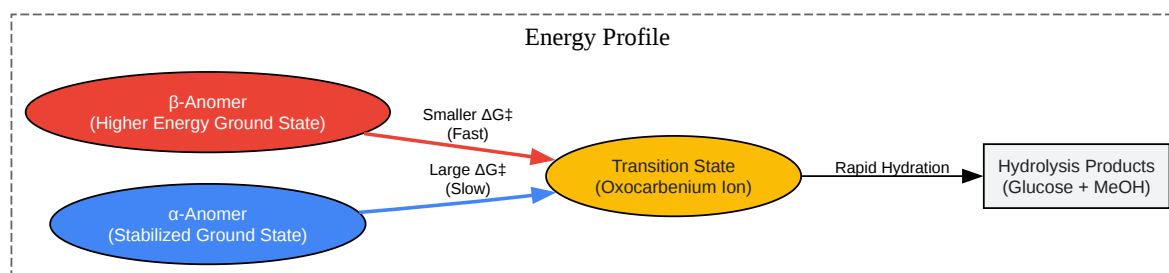 Energy Profile
β-Anomer
(Higher Energy Ground State)
Smaller ΔG‡
(Fast)
Large ΔG‡
(Slow)
α-Anomer
(Stabilized Ground State)
Transition State
(Oxocarbenium Ion)
Rapid Hydration
Hydrolysis Products
(Glucose + MeOH)